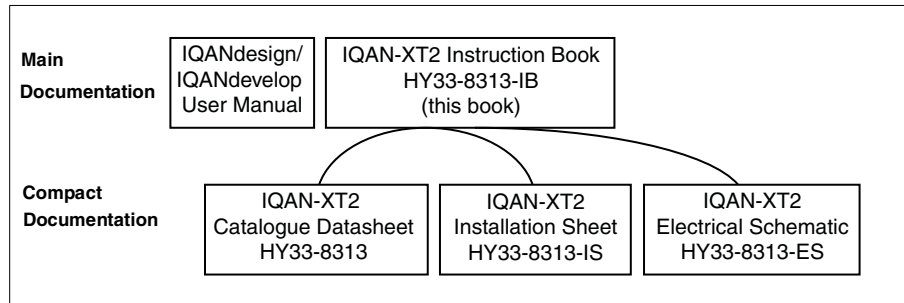 Main
Documentation
IQANdesign/
IQANdevelop
User Manual
IQAN-XT2 Instruction Book
HY33-8313-IB
(this book)
Compact
Documentation
IQAN-XT2
Catalogue Datasheet
HY33-8313
IQAN-XT2
Installation Sheet
HY33-8313-IS
IQAN-XT2
Electrical Schematic
HY33-8313-ES